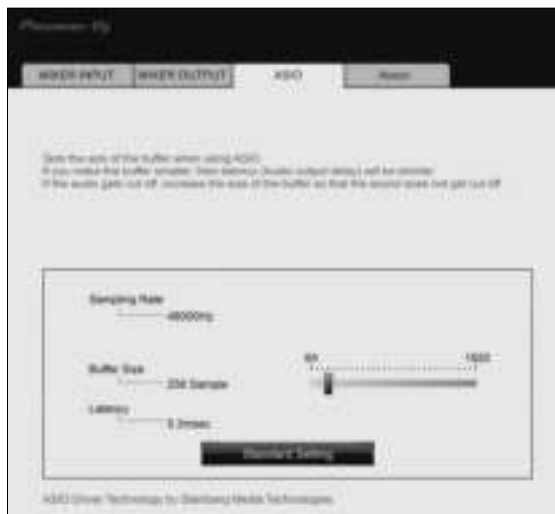 Pioneer Dj
MIXER INPUT MIXER OUTPUT ASIO About
Sets the size of the buffer when using ASIO.
If you make the buffer smaller, then latency (audio output delay) will be shorter.
If the audio gets cut off, increase the size of the buffer so that the sound does not get cut off.
Sampling Rate
48000Hz
64
Buffer Size
256 Sample
Latency
5.3msec
Standard Setting
ASIO Driver Technology by Steinberg Media Technologies.